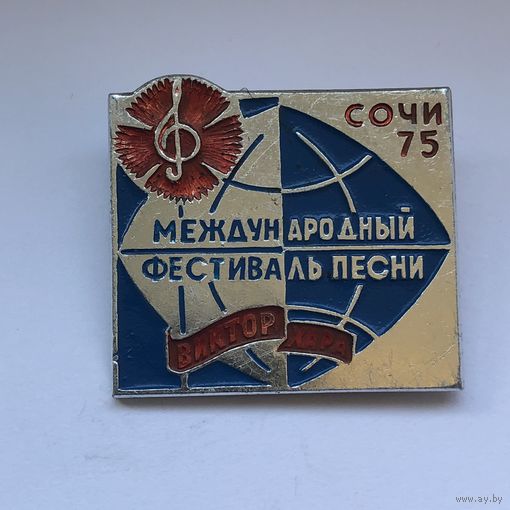 СОЧИ
75
МЕЖДУНАРОДНЫЙ
ФЕСТИВАЛЬ ПЕСНИ
ВИКТОР ХАРА
www.ay.by